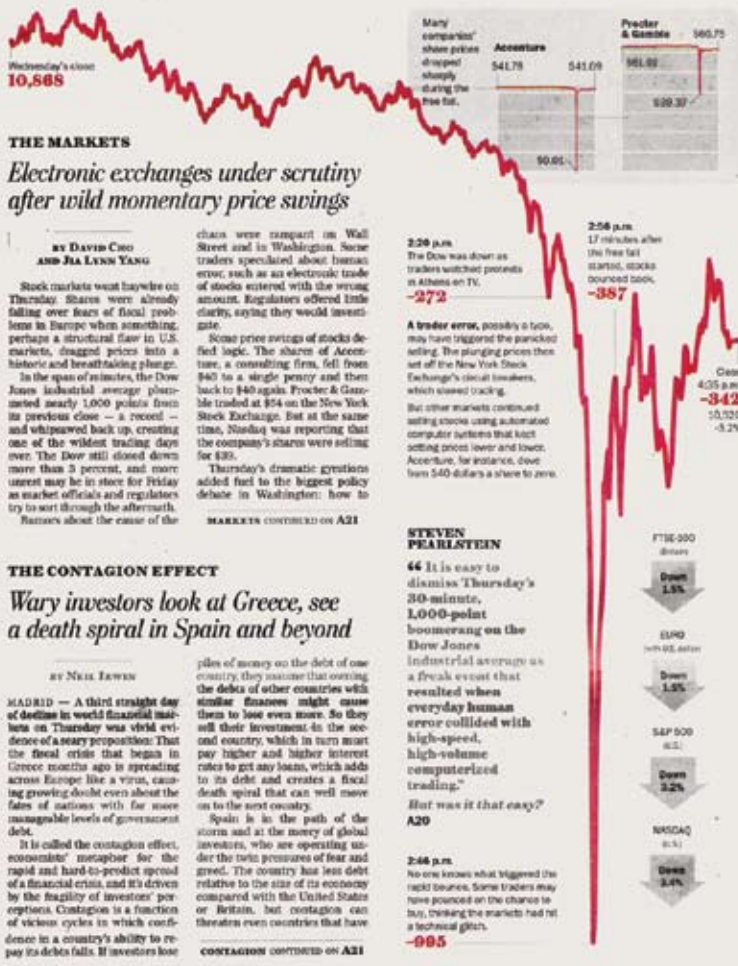 Wednesday's close
10,868
Many
companies'
share prices
dropped
sharply
during the
free fall.
Accenture
$41.78
$41.09
$0.01
Procter
& Gamble
$60.75
$39.37
THE MARKETS
Electronic exchanges under scrutiny
after wild momentary price swings
BY DAVID CHO
AND JIA LYNN YANG
Stock markets went haywire on
Thursday. Shares were already
falling over fears of fiscal prob-
lems in Europe when something,
perhaps a structural flaw in U.S.
markets, dragged prices into a
historic and breathtaking plunge.
In the span of minutes, the Dow
Jones industrial average plum-
meted nearly 1,000 points from
its previous close — a record —
and whipsawed back up, creating
one of the wildest trading days
ever. The Dow still closed down
more than 3 percent, and more
unrest may be in store for Friday
as market officials and regulators
try to sort through the aftermath.
Rumors about the cause of the
chaos were rampant on Wall
Street and in Washington. Some
traders speculated about human
error, such as an electronic trade
of stocks entered with the wrong
amount. Regulators offered little
clarity, saying they would investi-
gate.
Some price swings of stocks de-
fied logic. The shares of Accen-
ture, a consulting firm, fell from
$40 to a single penny and then
back to $40 again. Procter & Gam-
ble traded at $54 on the New York
Stock Exchange. But at the same
time, Nasdaq was reporting that
the company's shares were selling
for $39.
Thursday's dramatic gyrations
added fuel to the biggest policy
debate in Washington: how to
MARKETS CONTINUED ON A21
2:20 p.m.
The Dow was down as
traders watched protests
in Athens on TV.
–272
A trader error, possibly a typo,
may have triggered the panicked
selling. The plunging prices then
set off the New York Stock
Exchange's circuit breakers,
which slowed trading.
But other markets continued
selling stocks using automated
computer systems that kept
setting prices lower and lower.
Accenture, for instance, dove
from $40 dollars a share to zero.
2:56 p.m.
17 minutes after
the free fall
started, stocks
bounced back.
–387
Close
4:35 p.m.
–342
10,520
-3.2%
THE CONTAGION EFFECT
Wary investors look at Greece, see
a death spiral in Spain and beyond
BY NEIL IRWIN
MADRID — A third straight day
of decline in world financial mar-
kets on Thursday was vivid evi-
dence of a scary proposition: That
the fiscal crisis that began in
Greece months ago is spreading
across Europe like a virus, caus-
ing growing doubt even about the
fates of nations with far more
manageable levels of government
debt.
It is called the contagion effect,
economists' metaphor for the
rapid and hard-to-predict spread
of a financial crisis, and it's driven
by the fragility of investors' per-
ceptions. Contagion is a function
of vicious cycles in which confi-
dence in a country's ability to re-
pay its debts falls. If investors lose
piles of money on the debt of one
country, they assume that owning
the debts of other countries with
similar finances might cause
them to lose even more. So they
sell their investment in the sec-
ond country, which in turn must
pay higher and higher interest
rates to get any loans, which adds
to its debt and creates a fiscal
death spiral that can well move
on to the next country.
Spain is in the path of the
storm and at the mercy of global
investors, who are operating un-
der the twin pressures of fear and
greed. The country has less debt
relative to the size of its economy
compared with the United States
or Britain, but contagion can
threaten even countries that have
CONTAGION CONTINUED ON A21
STEVEN
PEARLSTEIN
“It is easy to
dismiss Thursday's
30-minute,
1,000-point
boomerang on the
Dow Jones
industrial average as
a freak event that
resulted when
everyday human
error collided with
high-speed,
high-volume
computerized
trading.”
But was it that easy?
A20
2:46 p.m.
No one knows what triggered the
rapid bounce. Some traders may
have pounced on the chance to
buy, thinking the markets had hit
a technical glitch.
–995
FTSE-100
Down
1.5%
EURO
(with U.S. dollar)
Down
1.5%
S&P 500
(U.S.)
Down
3.2%
NASDAQ
(U.S.)
Down
3.4%